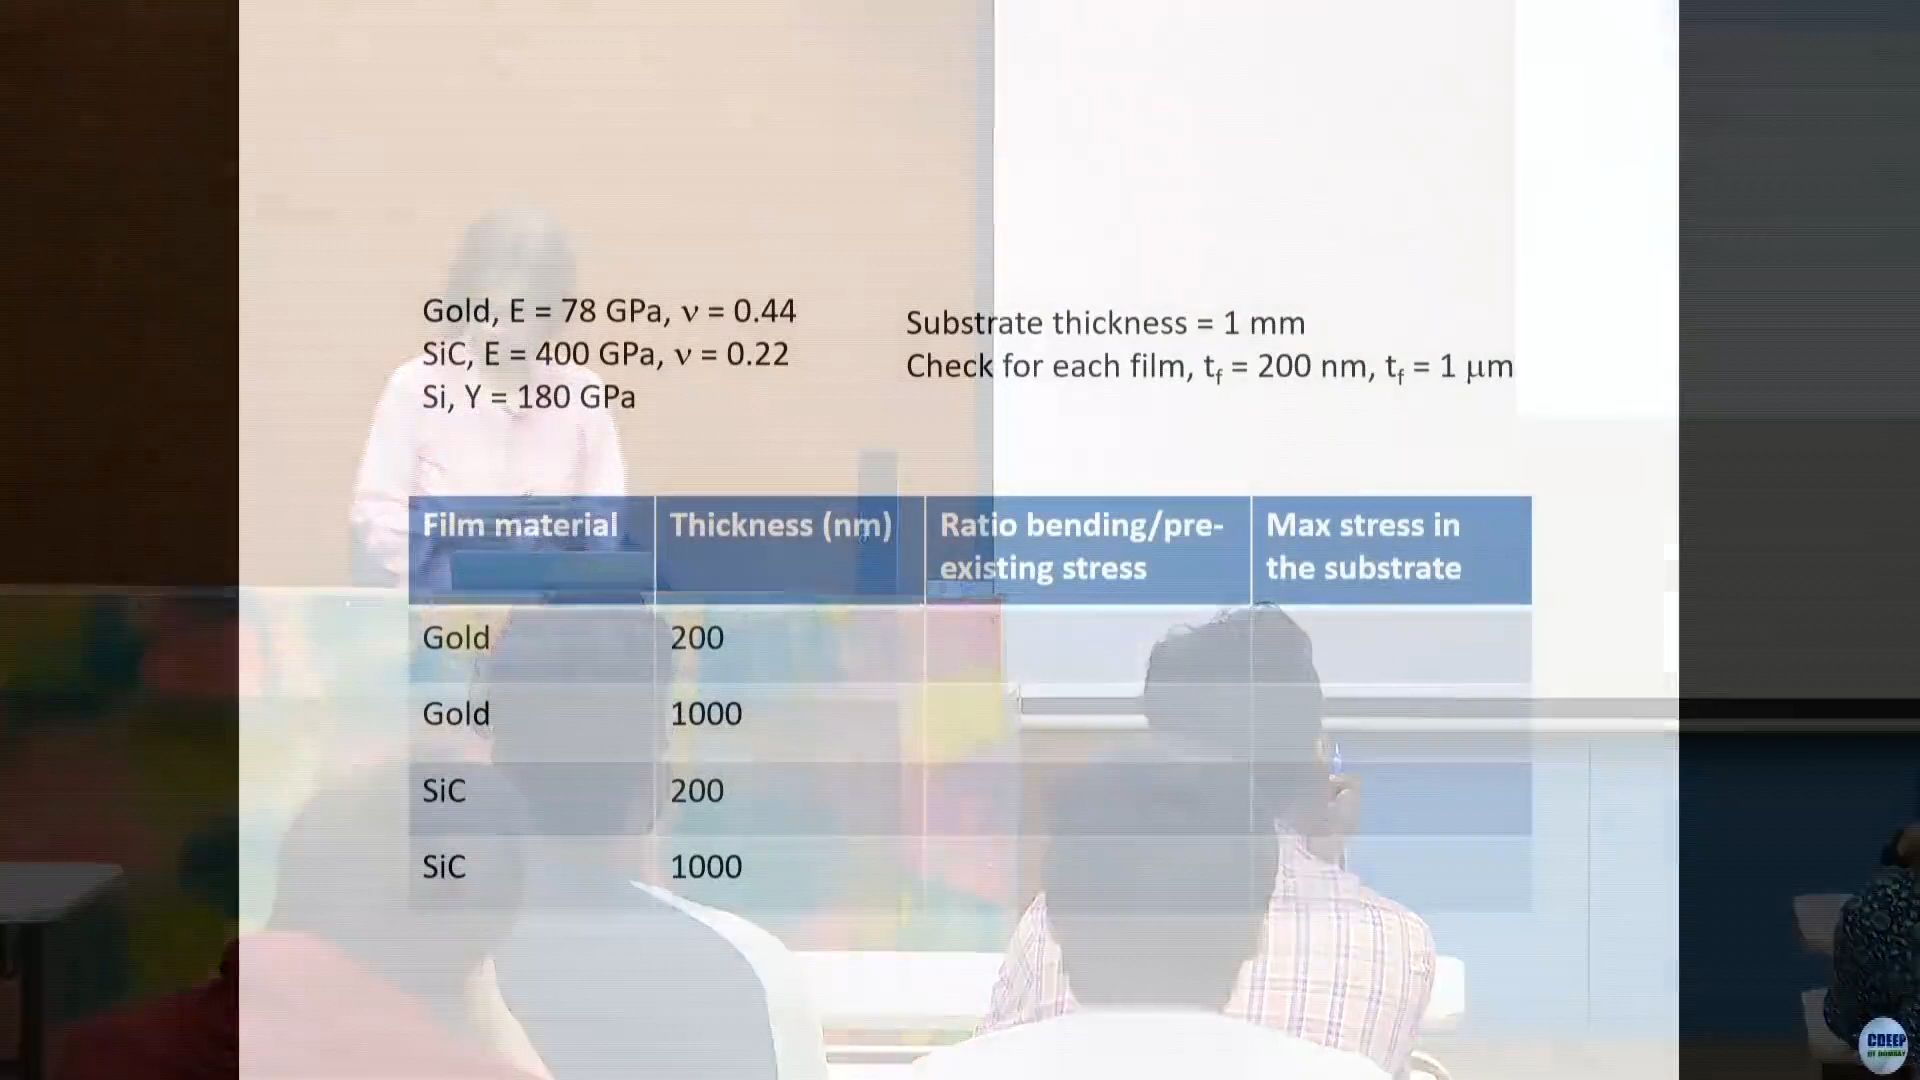 Gold, E = 78 GPa, ν = 0.44
SiC, E = 400 GPa, ν = 0.22
Si, Y = 180 GPa
Substrate thickness = 1 mm
Check for each film, tf = 200 nm, tf = 1 μm
Film material Thickness (nm) Ratio bending/pre-existing stress Max stress in the substrate
Gold 200
Gold 1000
SiC 200
SiC 1000
CDEEP
IIT BOMBAY